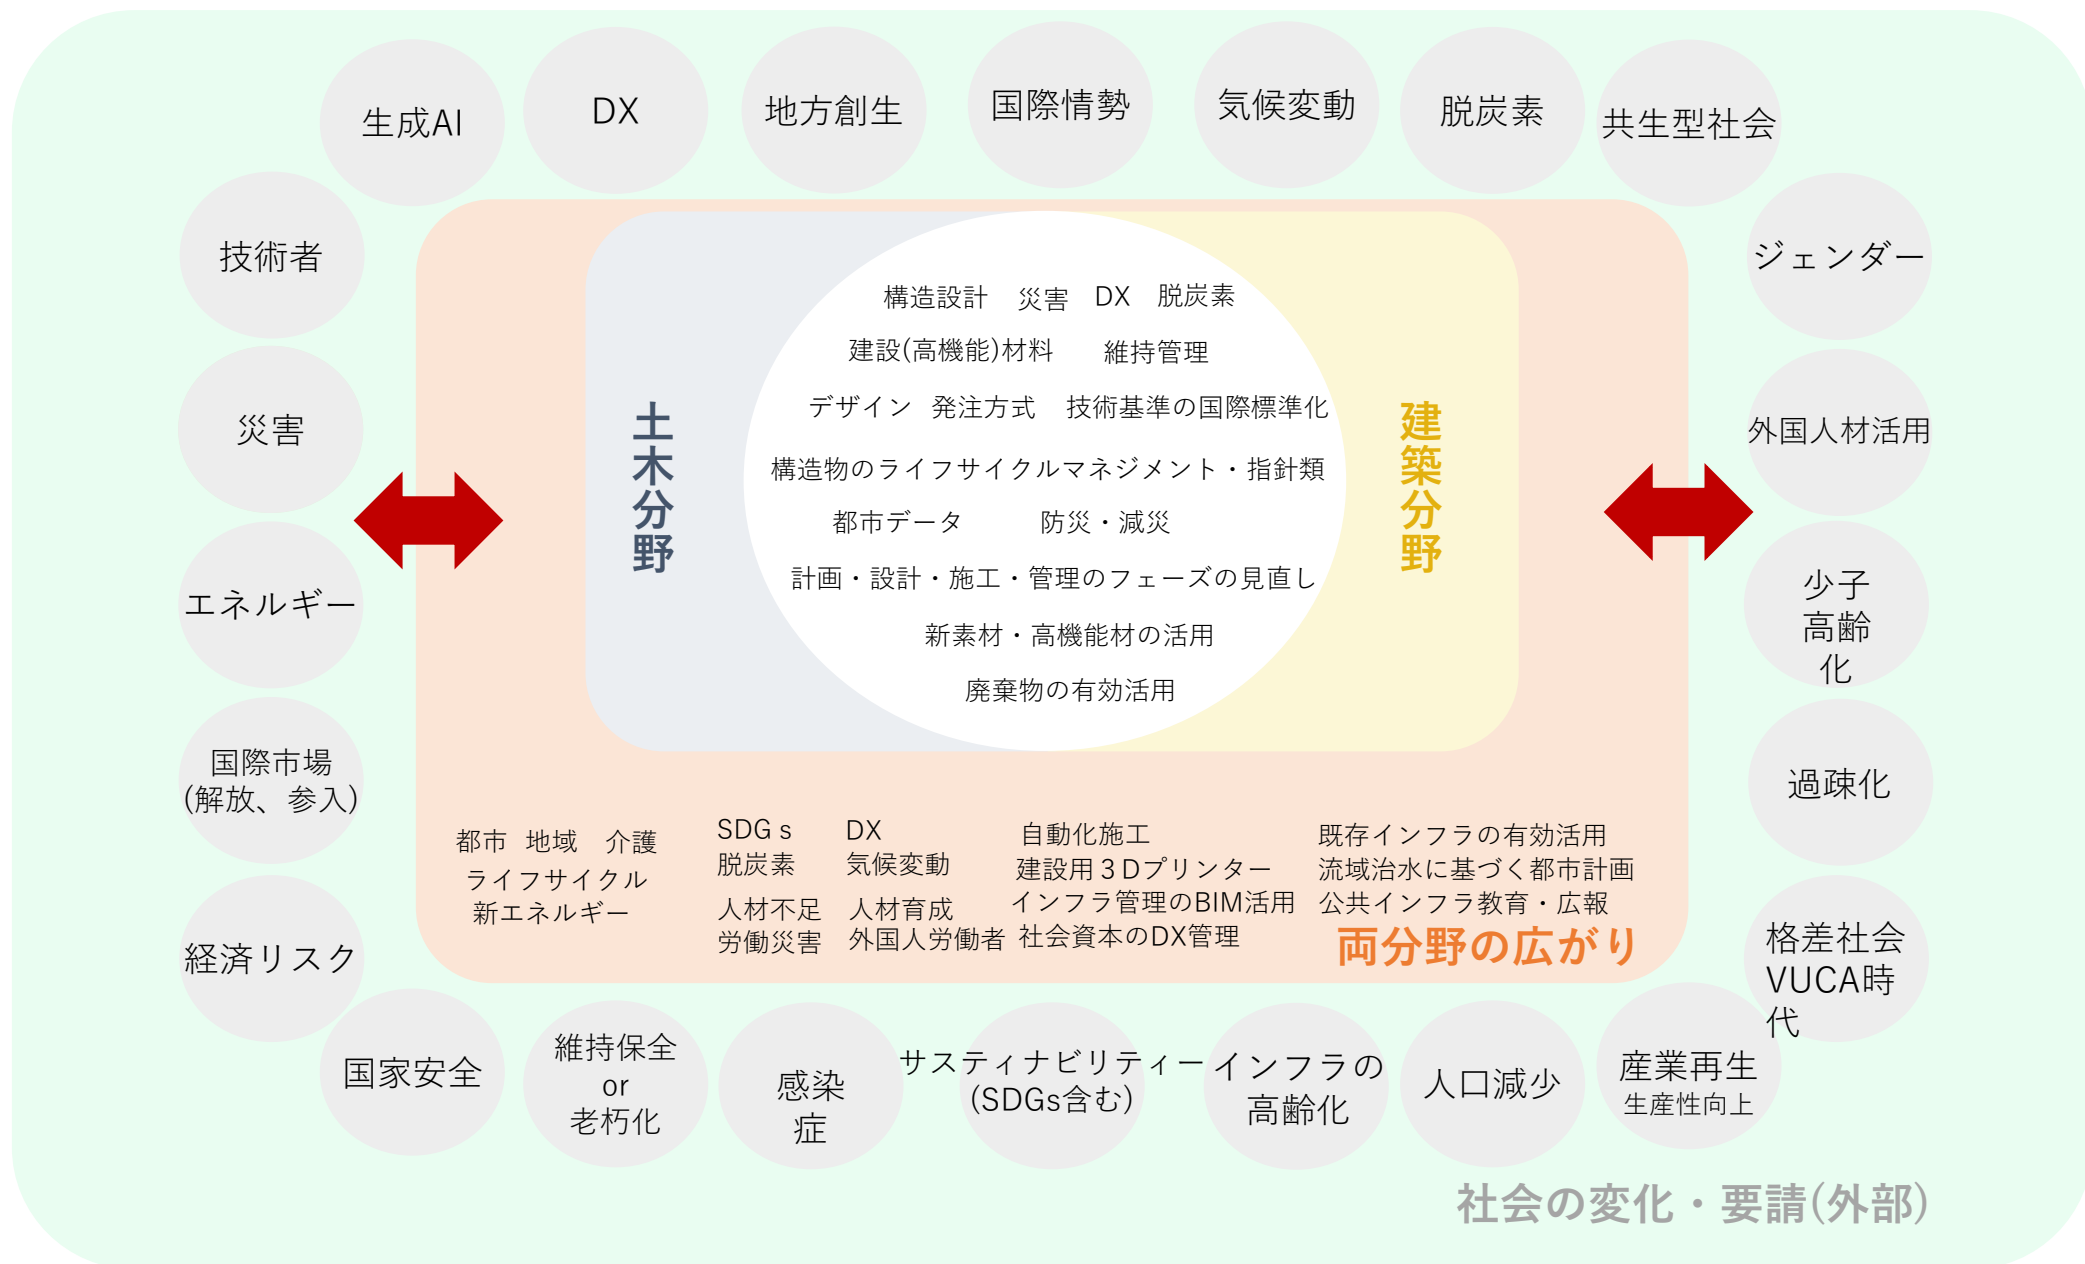 生成AI
DX
地方創生
国際情勢
気候変動
脱炭素
共生型社会
技術者
ジェンダー
災害
外国人材活用
エネルギー
少子
高齢
化
国際市場
(解放、参入)
過疎化
経済リスク
格差社会
VUCA時
代
国家安全
維持保全
or
老朽化
感染
症
サスティナビリティー
(SDGs含む)
インフラの
高齢化
人口減少
産業再生
生産性向上
土木分野
建築分野
構造設計 災害 DX 脱炭素
建設(高機能)材料 維持管理
デザイン 発注方式 技術基準の国際標準化
構造物のライフサイクルマネジメント・指針類
都市データ 防災・減災
計画・設計・施工・管理のフェーズの見直し
新素材・高機能材の活用
廃棄物の有効活用
都市 地域 介護
ライフサイクル
新エネルギー
SDGｓ
脱炭素
人材不足
労働災害
DX
気候変動
人材育成
外国人労働者
自動化施工
建設用３Dプリンター
インフラ管理のBIM活用
社会資本のDX管理
既存インフラの有効活用
流域治水に基づく都市計画
公共インフラ教育・広報
両分野の広がり
社会の変化・要請(外部)